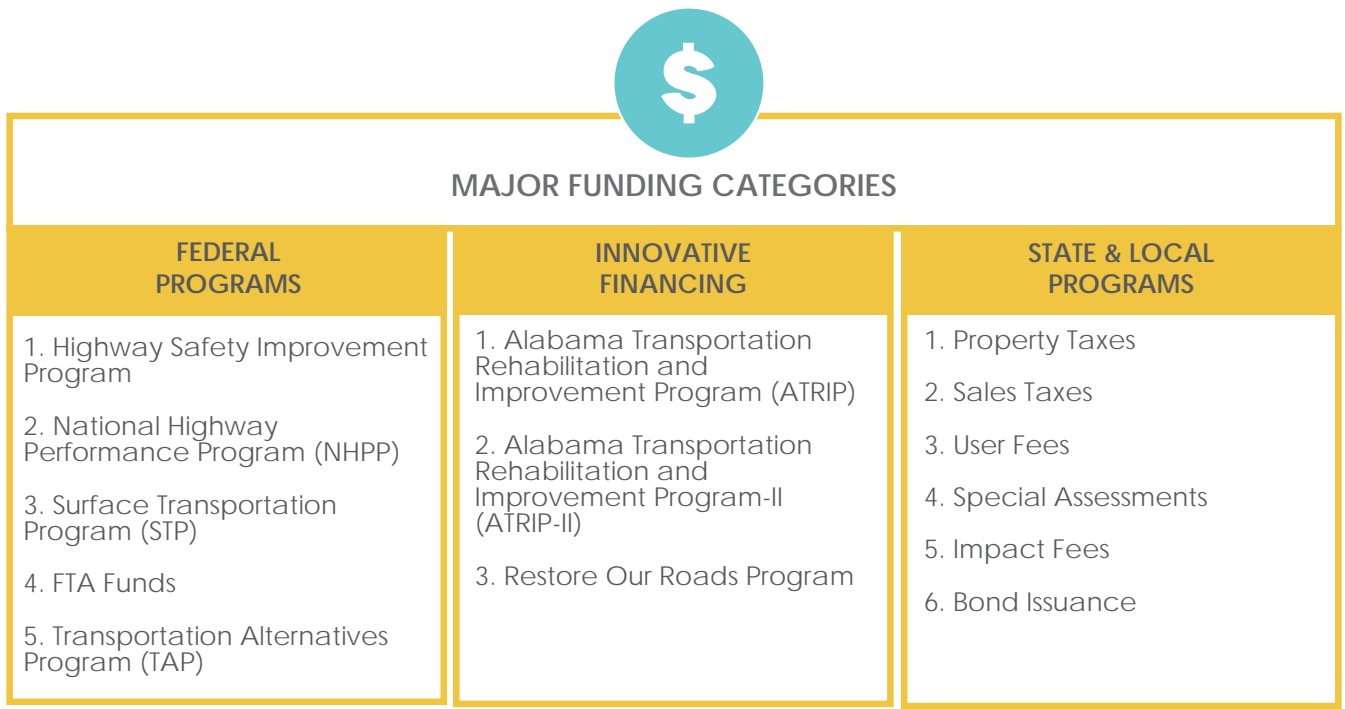 $
MAJOR FUNDING CATEGORIES
FEDERAL
PROGRAMS
1. Highway Safety Improvement
Program
2. National Highway
Performance Program (NHPP)
3. Surface Transportation
Program (STP)
4. FTA Funds
5. Transportation Alternatives
Program (TAP)
INNOVATIVE
FINANCING
1. Alabama Transportation
Rehabilitation and
Improvement Program (ATRIP)
2. Alabama Transportation
Rehabilitation and
Improvement Program-II
(ATRIP-II)
3. Restore Our Roads Program
STATE & LOCAL
PROGRAMS
1. Property Taxes
2. Sales Taxes
3. User Fees
4. Special Assessments
5. Impact Fees
6. Bond Issuance